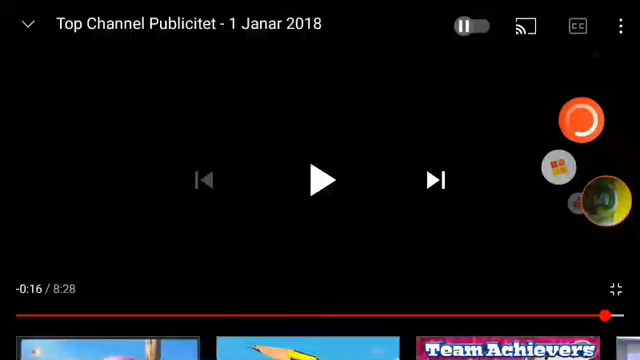 Top Channel Publicitet - 1 Janar 2018
CC
-0:16 / 8:28
Team Achievers